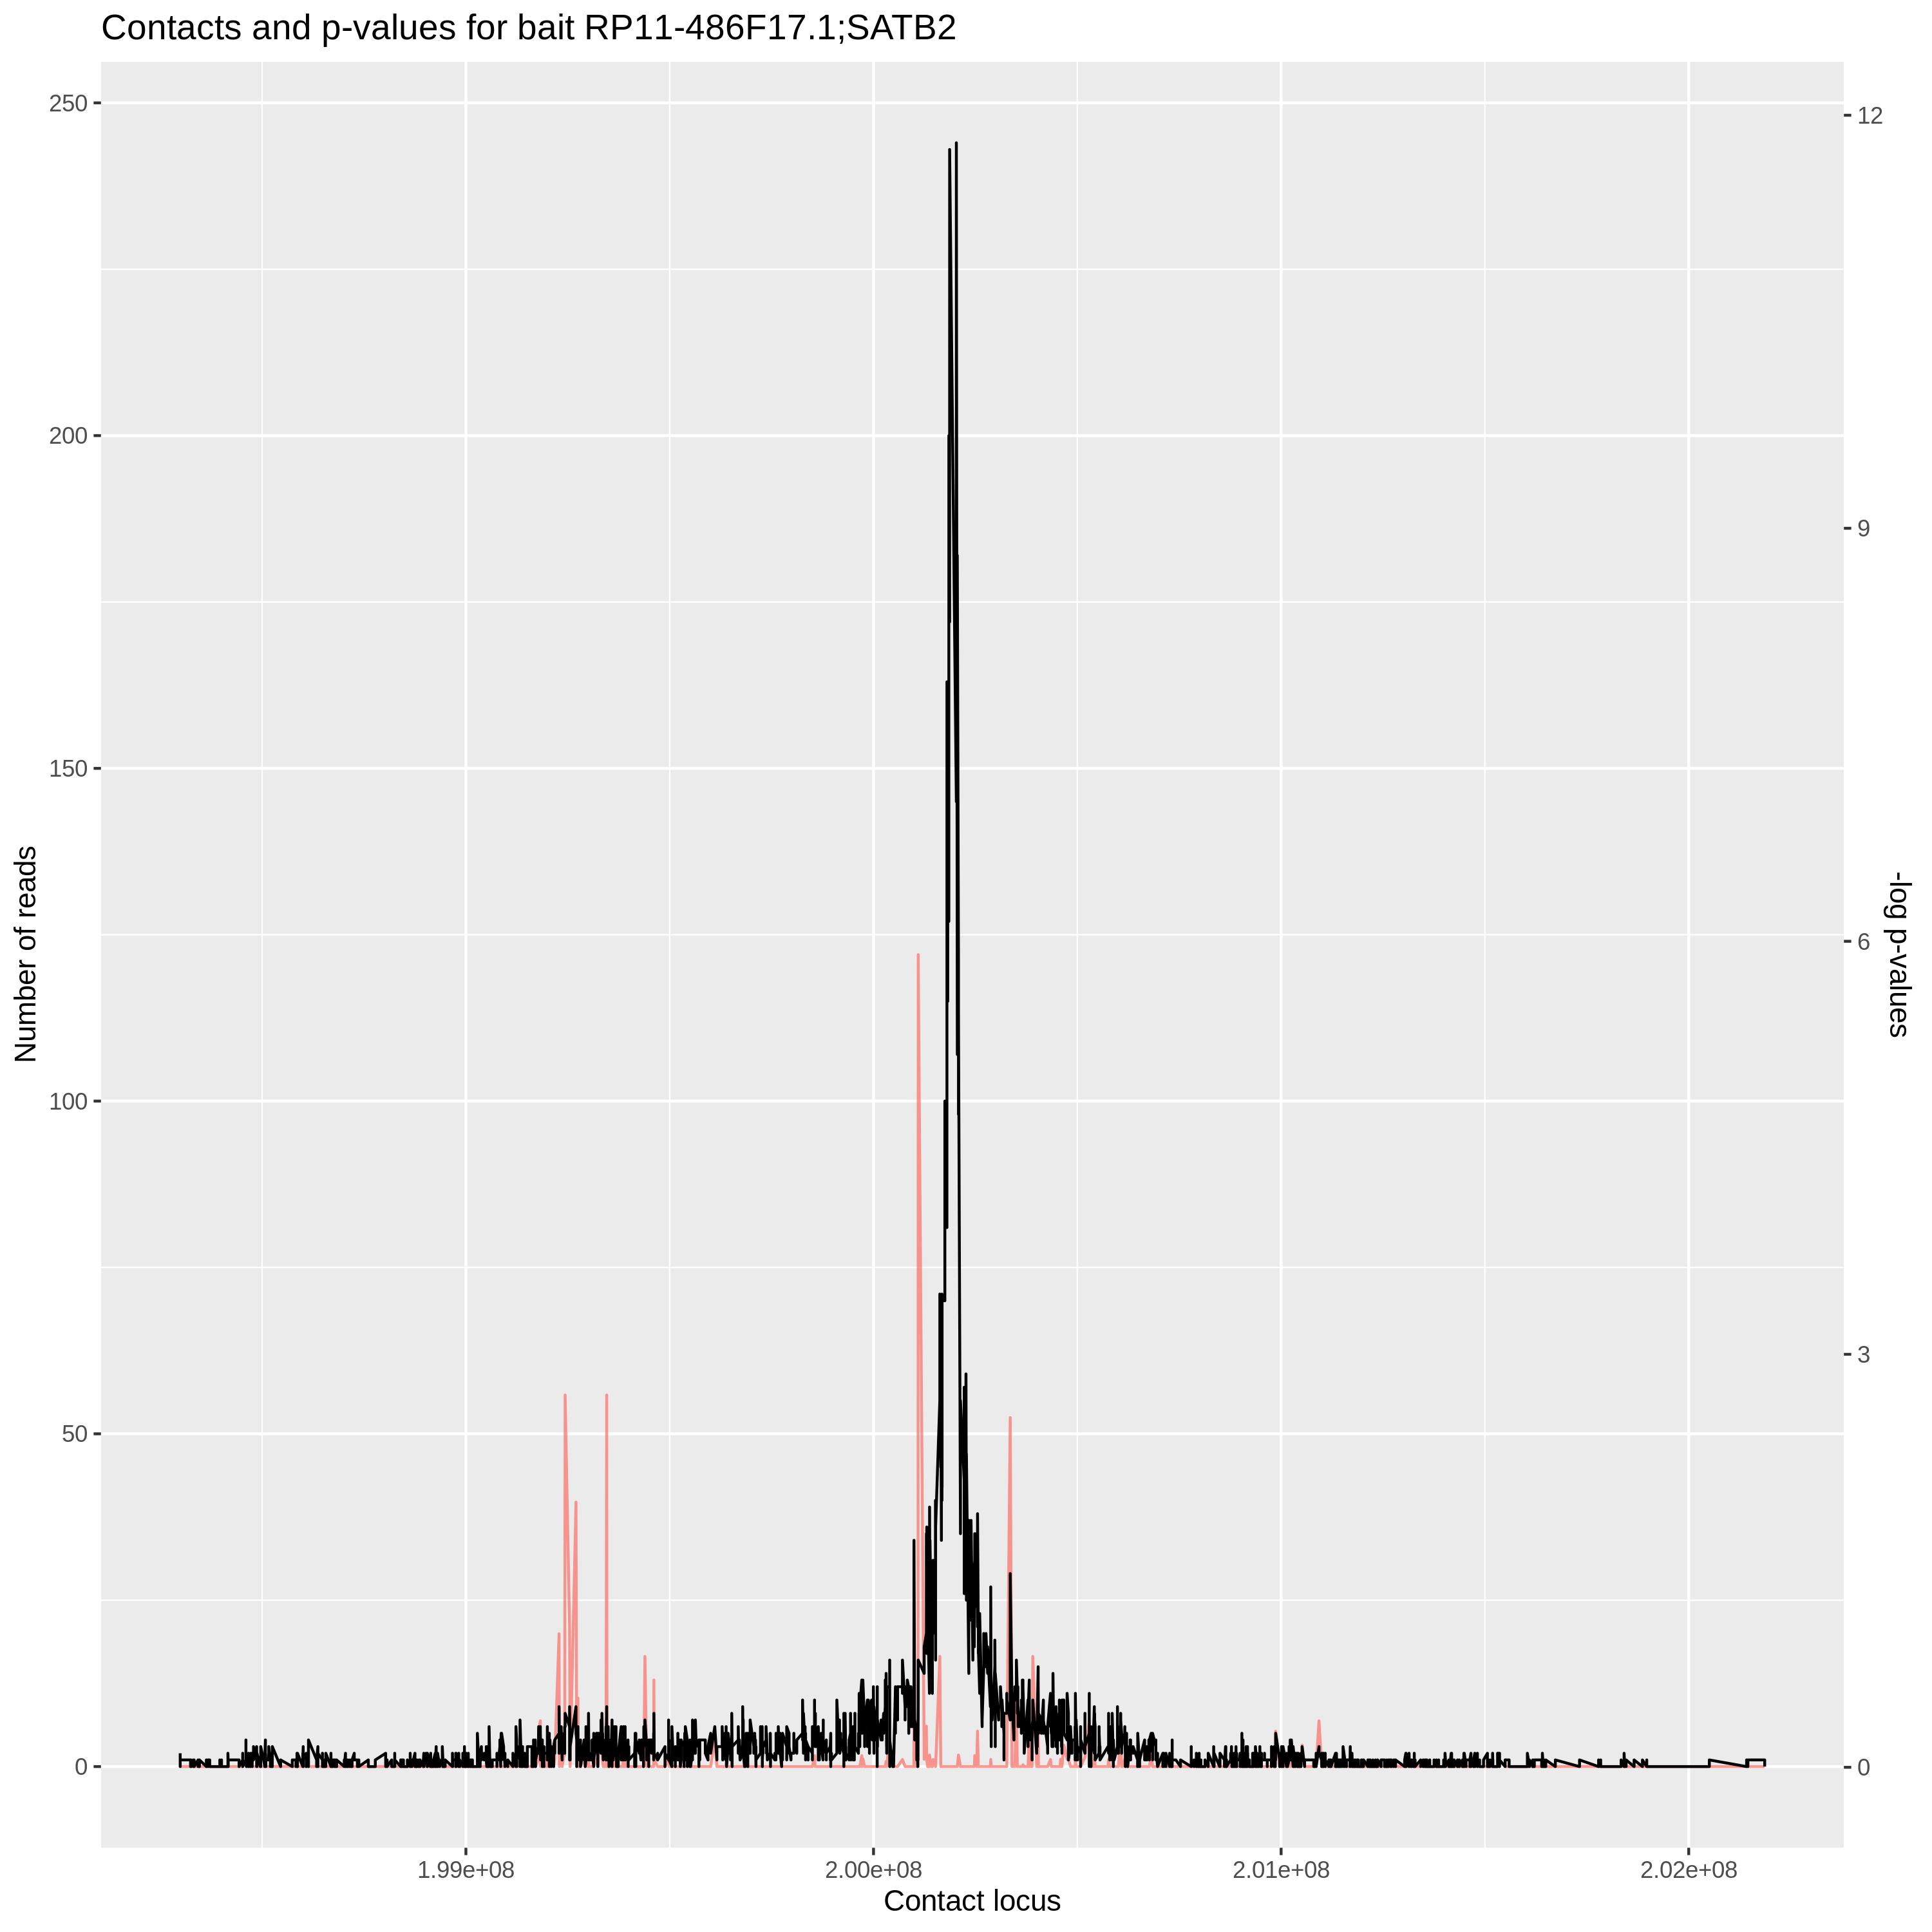 Contacts and p-values for bait RP11-486F17.1;SATB2
250
200
150
100
50
0
Number of reads
12
9
6
3
0
-log p-values
1.99e+08 2.00e+08 2.01e+08 2.02e+08
Contact locus